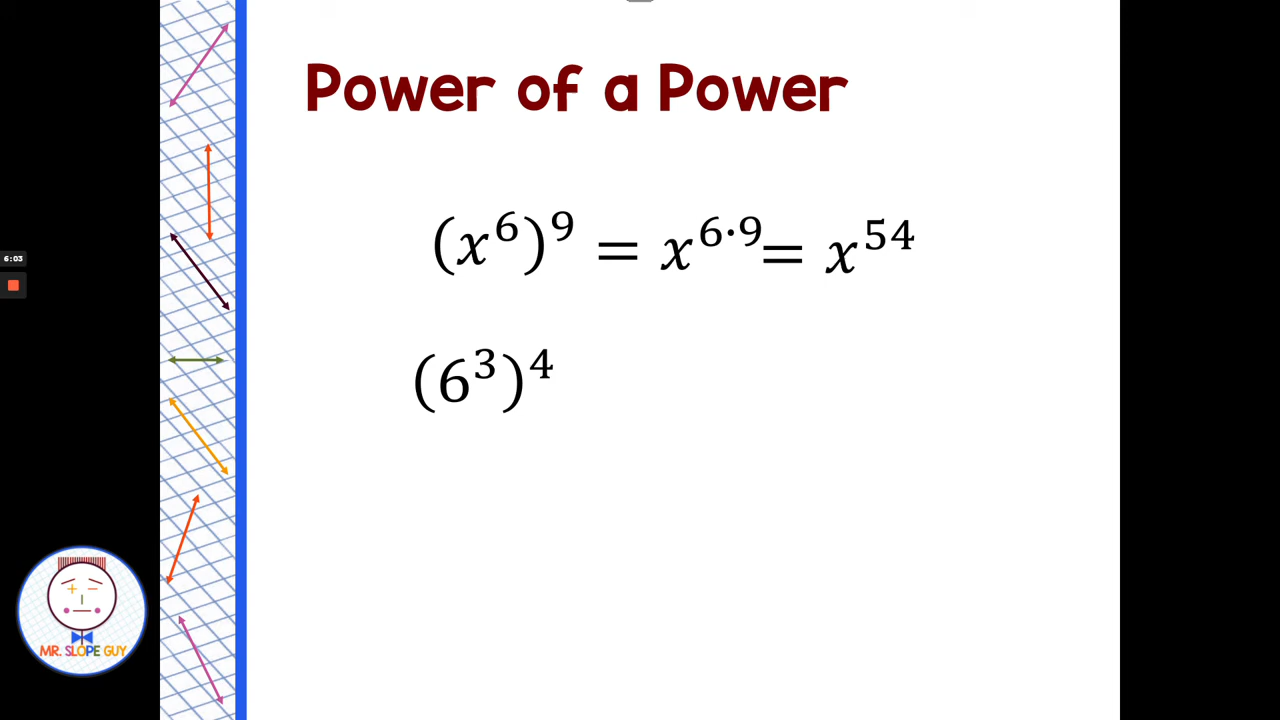 Power of a Power
(x⁶)⁹ = x⁶·⁹ = x⁵⁴
6:03
(6³)⁴
MR. SLOPE GUY